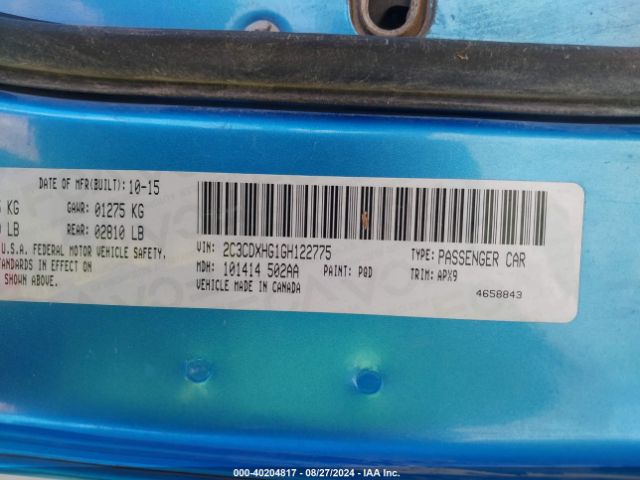 DATE OF MFR(BUILT): 10-15
KG GAWR: 01275 KG
LB REAR: 02810 LB
U.S.A. FEDERAL MOTOR VEHICLE SAFETY.
STANDARDS IN EFFECT ON
SHOWN ABOVE.
VIN: 2C3CDXHG1GH122775 TYPE: PASSENGER CAR
MDH: 101414 502AA PAINT: PQD TRIM: APX9
VEHICLE MADE IN CANADA
4658843
000-40204817 - 08/27/2024 - IAA Inc.